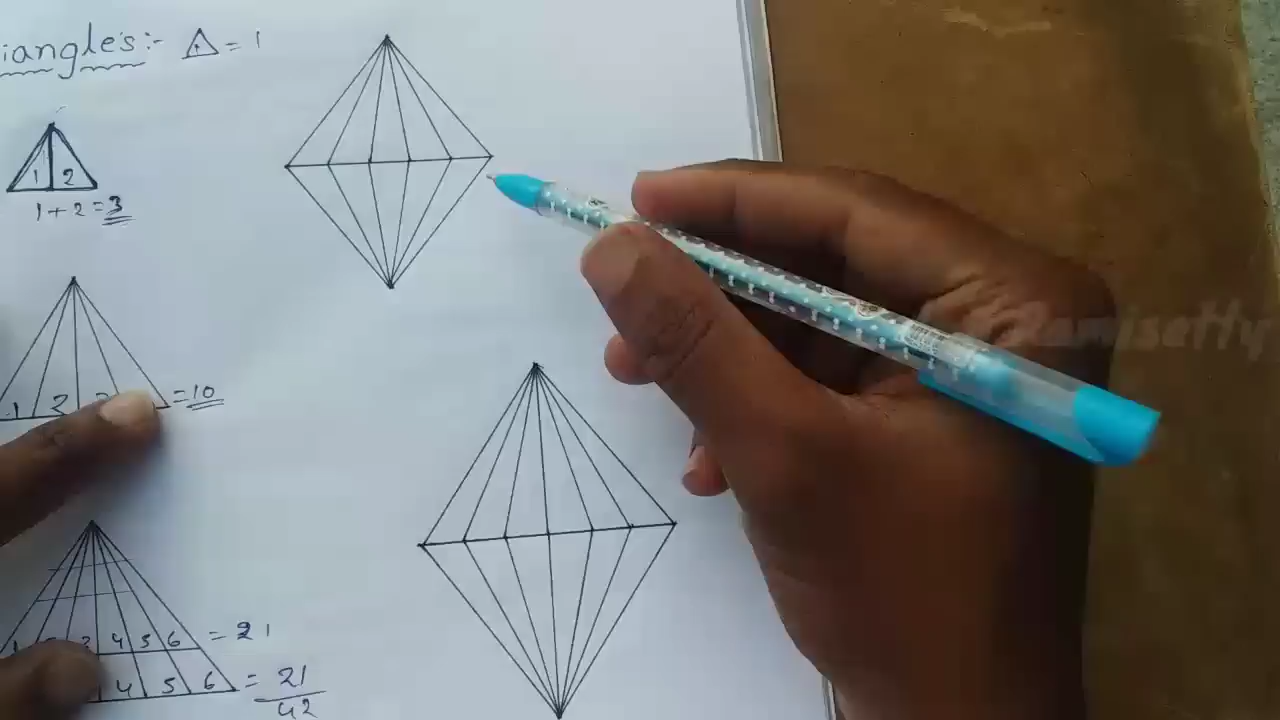 iangles:- △ = 1
1 2
1 + 2 = 3
1 2 = 10
4 5 6 = 21
4 5 6 = 21
42
Ramisetty